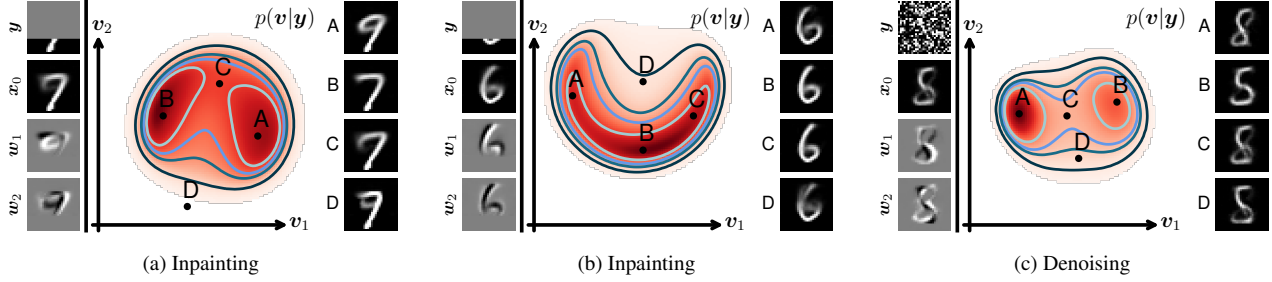 y
x₀
w₁
w₂
v₂
p(v|y)
B
C
A
D
v₁
A
B
C
D
(a) Inpainting
y
x₀
w₁
w₂
v₂
p(v|y)
D
A
C
B
v₁
A
B
C
D
(b) Inpainting
y
x₀
w₁
w₂
v₂
p(v|y)
A
C
B
D
v₁
A
B
C
D
(c) Denoising